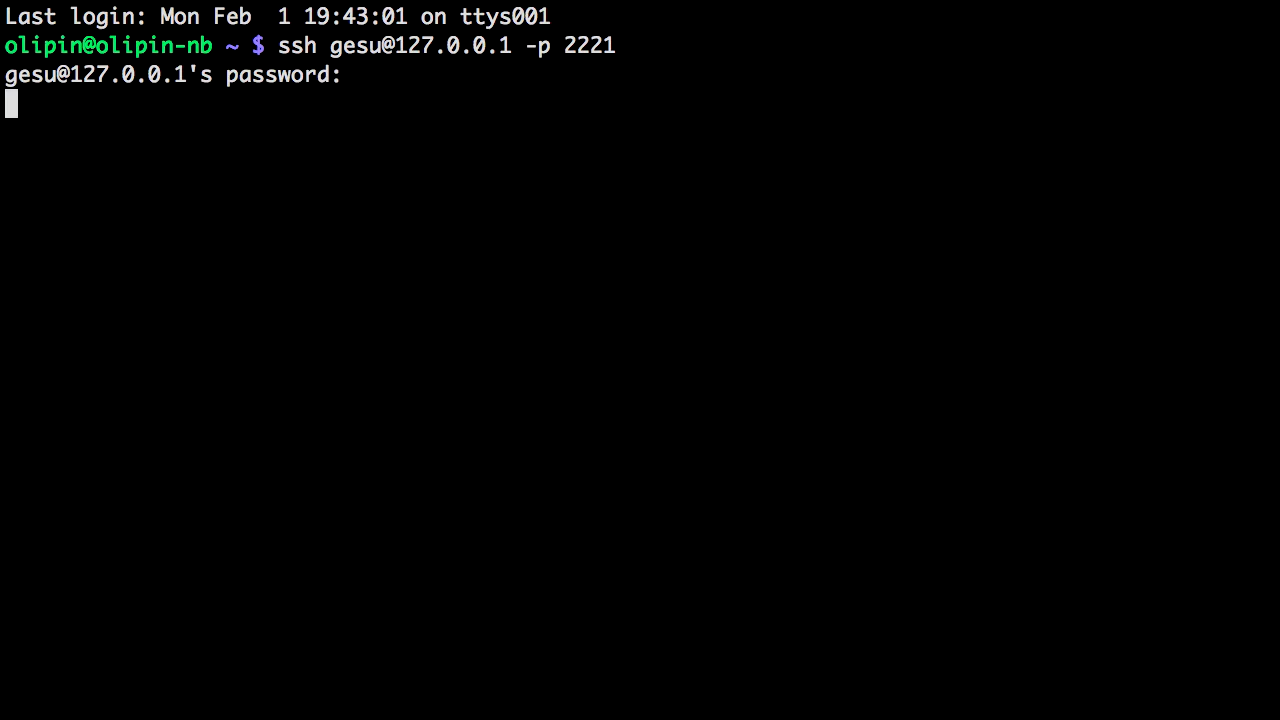 Last login: Mon Feb  1 19:43:01 on ttys001
olipin@olipin-nb ~ $ ssh gesu@127.0.0.1 -p 2221
gesu@127.0.0.1's password: